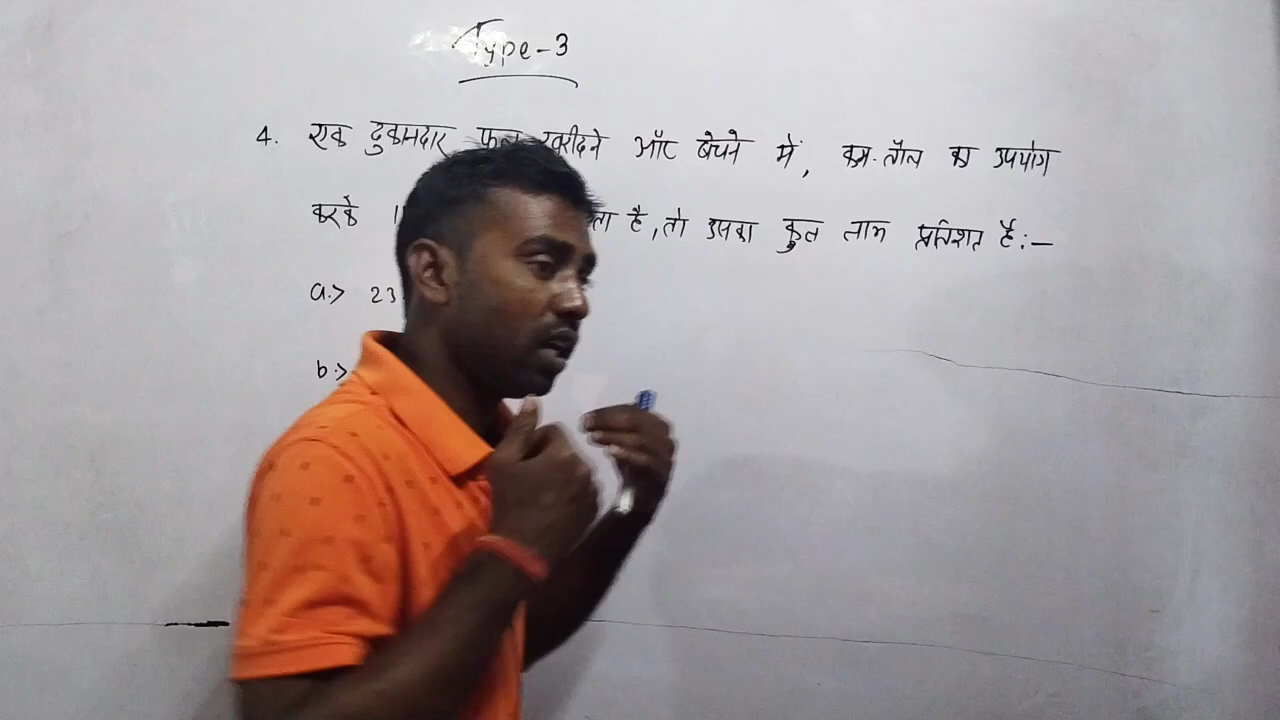 Type-3
4. एक दुकानदार फल खरीदने और बेचने में, कम तौल का उपयोग
करके है, तो उसका कुल लाभ प्रतिशत है:-
a.> 23
b.>